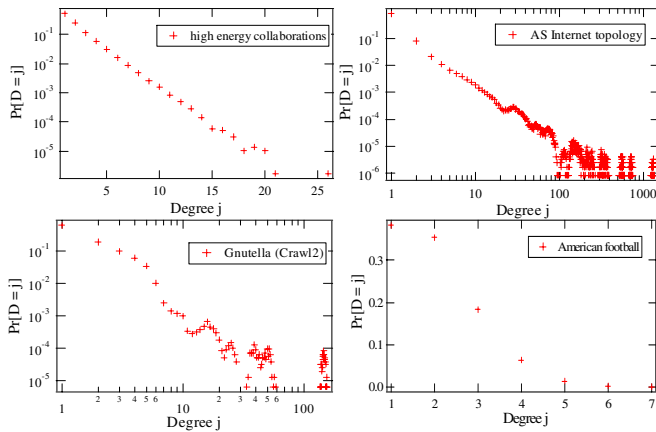 Pr[D = j]
10-1
10-2
10-3
10-4
10-5
high energy collaborations
5 10 15 20 25
Degree j
Pr[D = j]
10-1
10-2
10-3
10-4
10-5
10-6
AS Internet topology
1 10 100 1000
Degree j
Pr[D = j]
10-1
10-2
10-3
10-4
10-5
Gnutella (Crawl2)
1 2 3 4 5 6 10 2 3 4 5 6 100
Degree j
Pr[D = j]
0.3
0.2
0.1
0.0
American football
1 2 3 4 5 6 7
Degree j